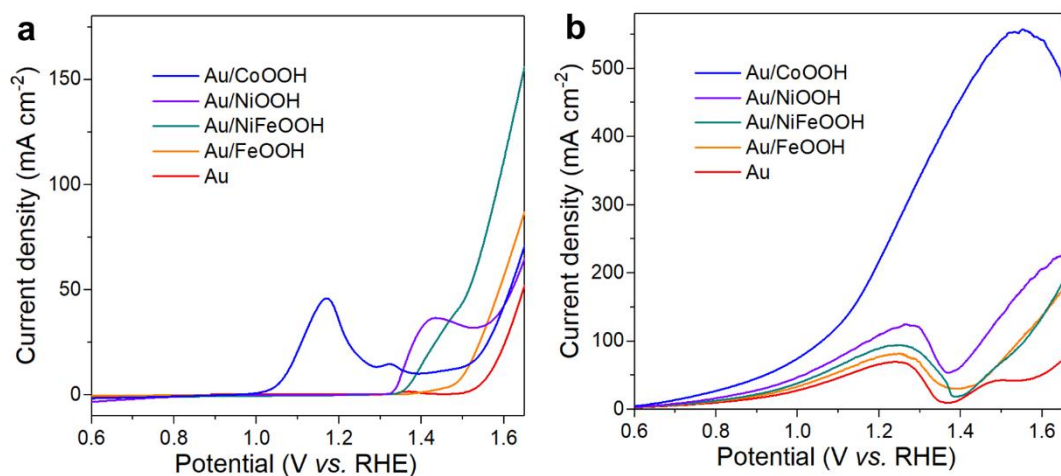 a
Au/CoOOH
Au/NiOOH
Au/NiFeOOH
Au/FeOOH
Au
Current density (mA cm⁻²)
150
100
50
0
0.6 0.8 1.0 1.2 1.4 1.6
Potential (V vs. RHE)
b
Au/CoOOH
Au/NiOOH
Au/NiFeOOH
Au/FeOOH
Au
Current density (mA cm⁻²)
500
400
300
200
100
0
0.6 0.8 1.0 1.2 1.4 1.6
Potential (V vs. RHE)